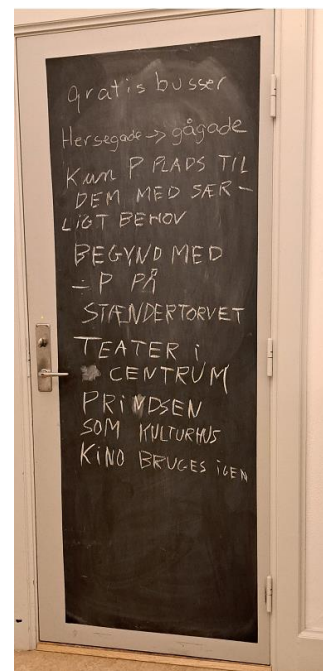 gratis busser
Hersegade -> gågade
Kun P PLADS TIL
DEM MED SÆR-
LIGT BEHOV
BEGYND MED
- P PÅ
STÆNDERTORVET
TEATER i
CENTRUM
PRiNDSEN
SOM KULTURHUS
KiNO BRUGES iGEN